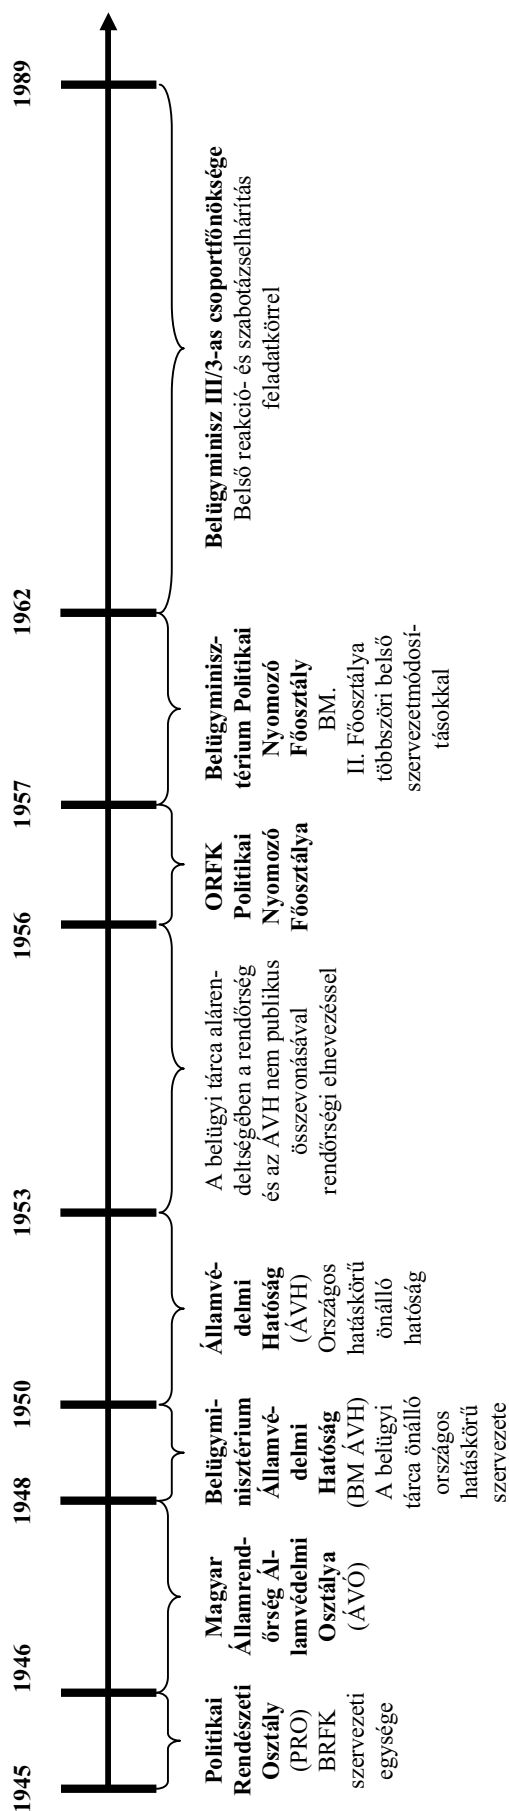 1945
1946
1948
1950
1953
1956
1957
1962
1989
Politikai
Rendészeti
Osztály
(PRO)
BRFK
szervezeti
egysége
Magyar
Államrend-
őrség Ál-
lamvédelmi
Osztálya
(ÁVÓ)
Belügymi-
nisztérium
Államvé-
delmi
Hatóság
(BM ÁVH)
A belügyi
tárca önálló
országos
hatáskörű
szervezete
Államvé-
delmi
Hatóság
(ÁVH)
Országos
hatáskörű
önálló
hatóság
A belügyi tárca aláren-
deltségében a rendőrség
és az ÁVH nem publikus
összevonásával
rendőrségi elnevezéssel
ORFK
Politikai
Nyomozó
Főosztálya
Belügyminisz-
térium Politikai
Nyomozó
Főosztály
BM.
II. Főosztálya
többszöri belső
szervezetmódosí-
tásokkal
Belügyminisz III/3-as csoportfőnöksége
Belső reakció- és szabotázselhárítás
feladatkörrel